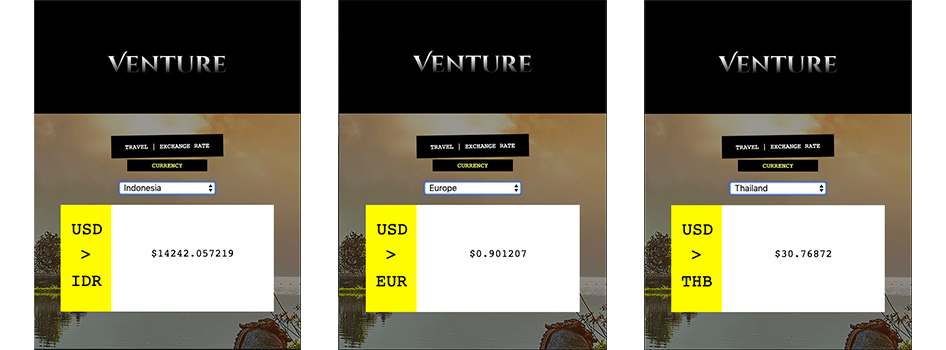 VENTURE
TRAVEL | EXCHANGE RATE
CURRENCY
Indonesia
USD
>
IDR
$14242.057219
VENTURE
TRAVEL | EXCHANGE RATE
CURRENCY
Europe
USD
>
EUR
$0.901207
VENTURE
TRAVEL | EXCHANGE RATE
CURRENCY
Thailand
USD
>
THB
$30.76872